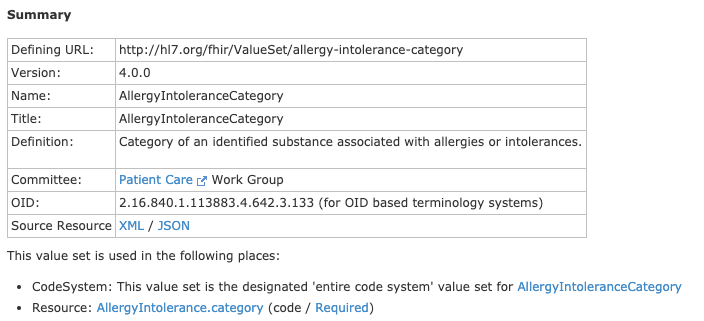 Summary
Defining URL: http://hl7.org/fhir/ValueSet/allergy-intolerance-category
Version: 4.0.0
Name: AllergyIntoleranceCategory
Title: AllergyIntoleranceCategory
Definition: Category of an identified substance associated with allergies or intolerances.
Committee: Patient Care Work Group
OID: 2.16.840.1.113883.4.642.3.133 (for OID based terminology systems)
Source Resource XML / JSON
This value set is used in the following places:
• CodeSystem: This value set is the designated 'entire code system' value set for AllergyIntoleranceCategory
• Resource: AllergyIntolerance.category (code / Required)